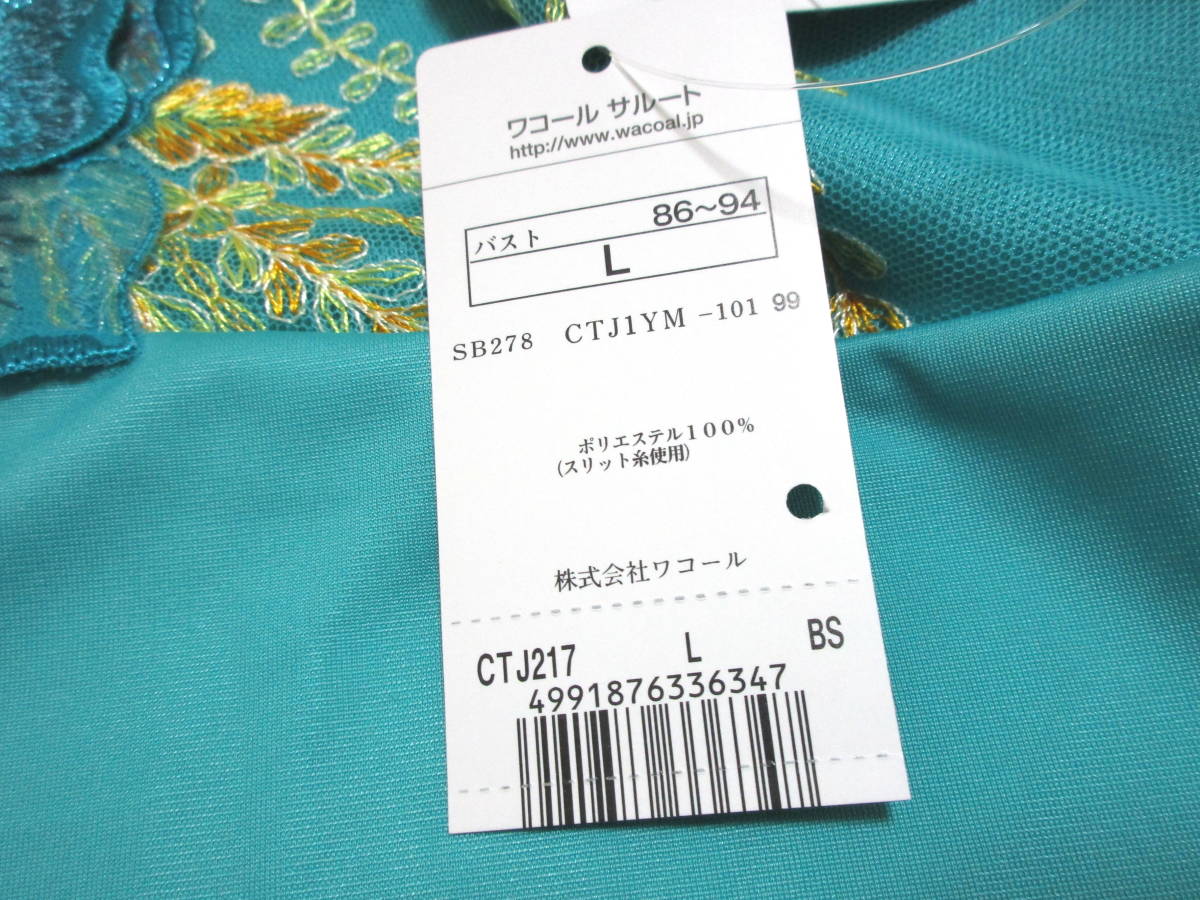 ワコール サルート
http://www.wacoal.jp
バスト 86~94
L
SB278 CTJ1YM -101 99
ポリエステル100%
(スリット糸使用)
株式会社ワコール
CTJ217 L BS
4991876336347